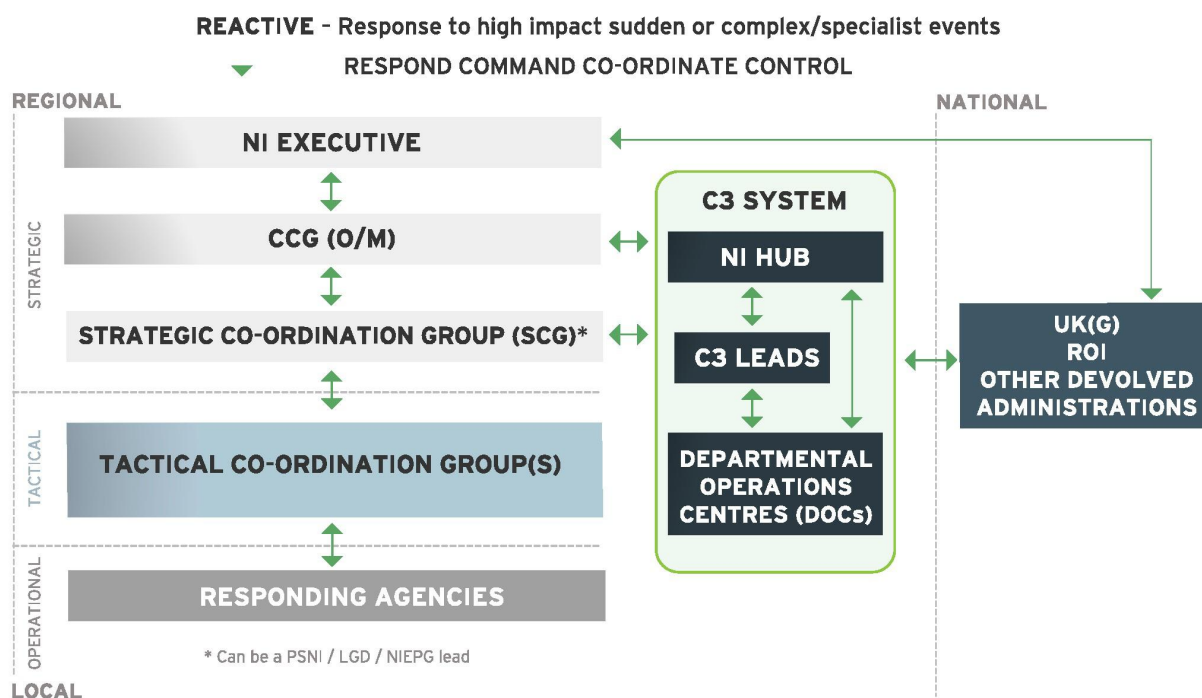 REACTIVE – Response to high impact sudden or complex/specialist events
RESPOND COMMAND CO-ORDINATE CONTROL
REGIONAL
NATIONAL
STRATEGIC
NI EXECUTIVE
CCG (O/M)
STRATEGIC CO-ORDINATION GROUP (SCG)*
C3 SYSTEM
NI HUB
C3 LEADS
DEPARTMENTAL
OPERATIONS
CENTRES (DOCs)
UK(G)
ROI
OTHER DEVOLVED
ADMINISTRATIONS
TACTICAL
TACTICAL CO-ORDINATION GROUP(S)
OPERATIONAL
RESPONDING AGENCIES
* Can be a PSNI / LGD / NIEPG lead
LOCAL